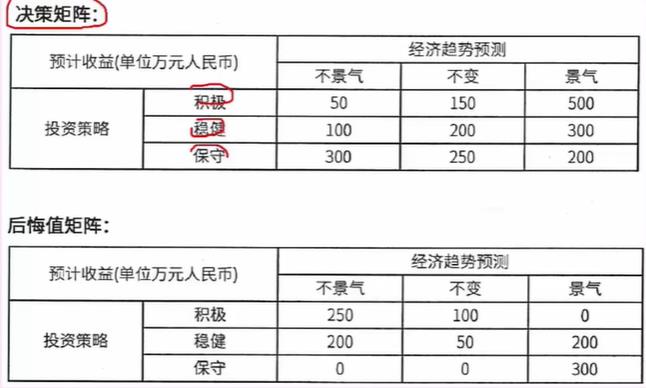 决策矩阵：
预计收益(单位万元人民币) 经济趋势预测
不景气 不变 景气
投资策略 积极 50 150 500
稳健 100 200 300
保守 300 250 200
后悔值矩阵：
预计收益(单位万元人民币) 经济趋势预测
不景气 不变 景气
投资策略 积极 250 100 0
稳健 200 50 200
保守 0 0 300